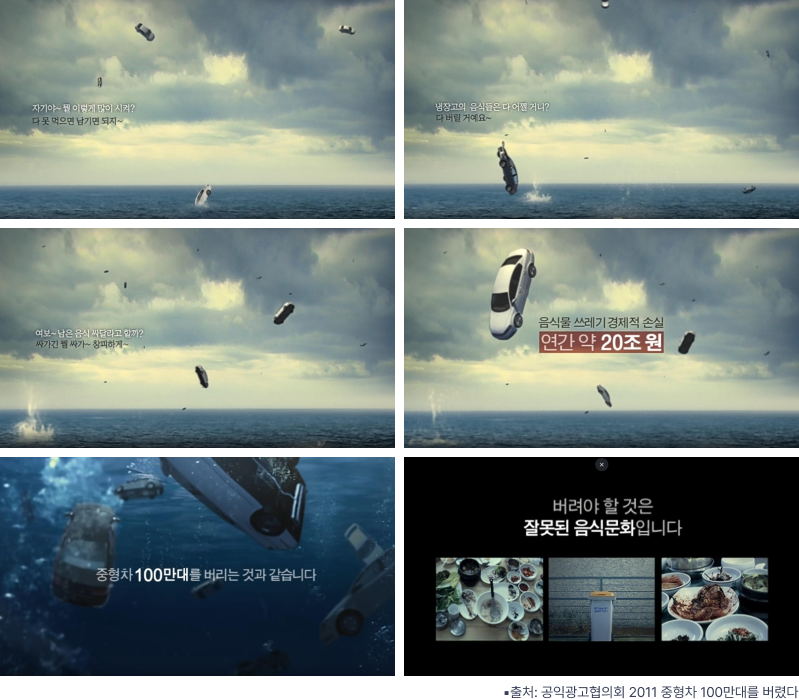 자기야~ 뭘 이렇게 많이 시켜?
다 못 먹으면 남기면 되지~
냉장고의 음식들은 다 어쩔 거니?
다 버릴 거예요~
여보~ 남은 음식 싸달라고 할까?
싸가긴 뭘 싸가~ 창피하게~
음식물 쓰레기 경제적 손실
연간 약 20조 원
중형차 100만대를 버리는 것과 같습니다
버려야 할 것은
잘못된 음식문화입니다
▪출처: 공익광고협의회 2011 중형차 100만대를 버렸다